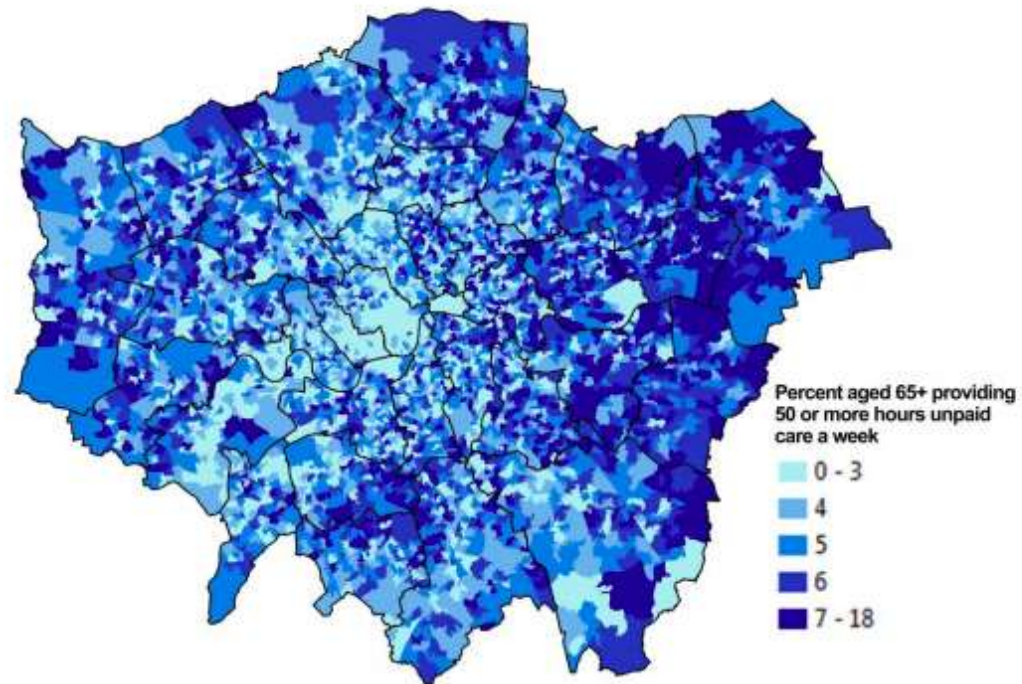 Percent aged 65+ providing
50 or more hours unpaid
care a week
0 - 3
4
5
6
7 - 18